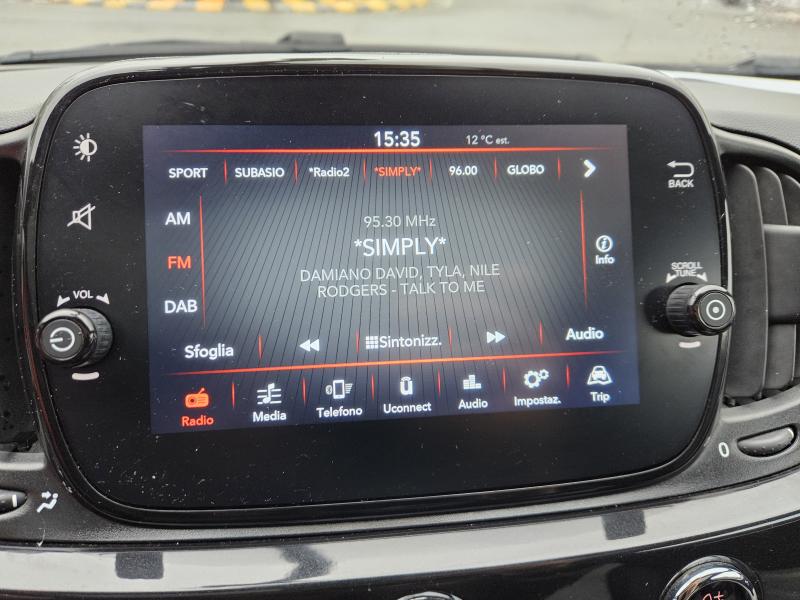 15:35 12 °C est.
SPORT SUBASIO *Radio2 *SIMPLY* 96.00 GLOBO
BACK
AM
95.30 MHz
*SIMPLY*
Info
FM
DAMIANO DAVID, TYLA, NILE
RODGERS - TALK TO ME
SCROLL
TUNE
VOL
DAB
Sfoglia Sintonizz. Audio
Radio Media Telefono Uconnect Audio Impostaz. Trip
0